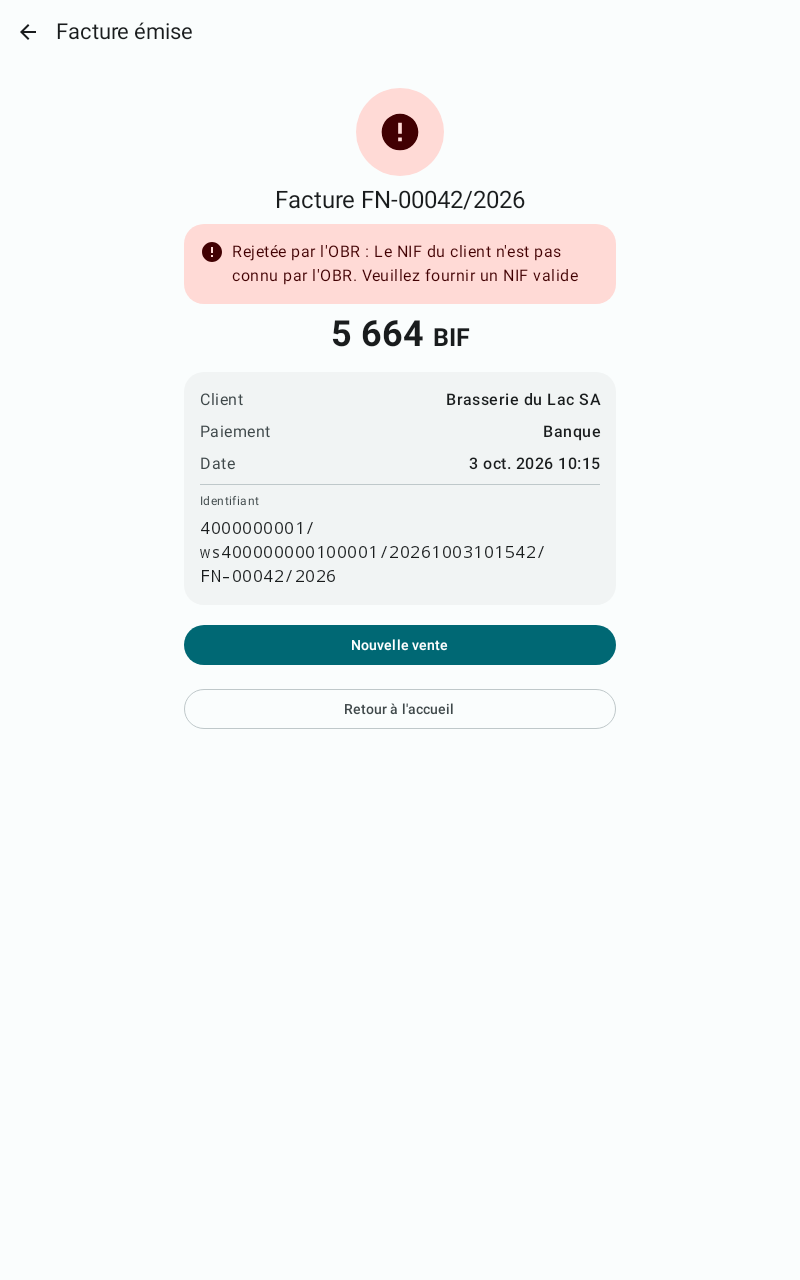 Facture émise
Facture FN-00042/2026
Rejetée par l'OBR : Le NIF du client n'est pas
connu par l'OBR. Veuillez fournir un NIF valide
5 664 BIF
Client Brasserie du Lac SA
Paiement Banque
Date 3 oct. 2026 10:15
Identifiant
4000000001/
ws400000000100001/20261003101542/
FN-00042/2026
Nouvelle vente
Retour à l'accueil